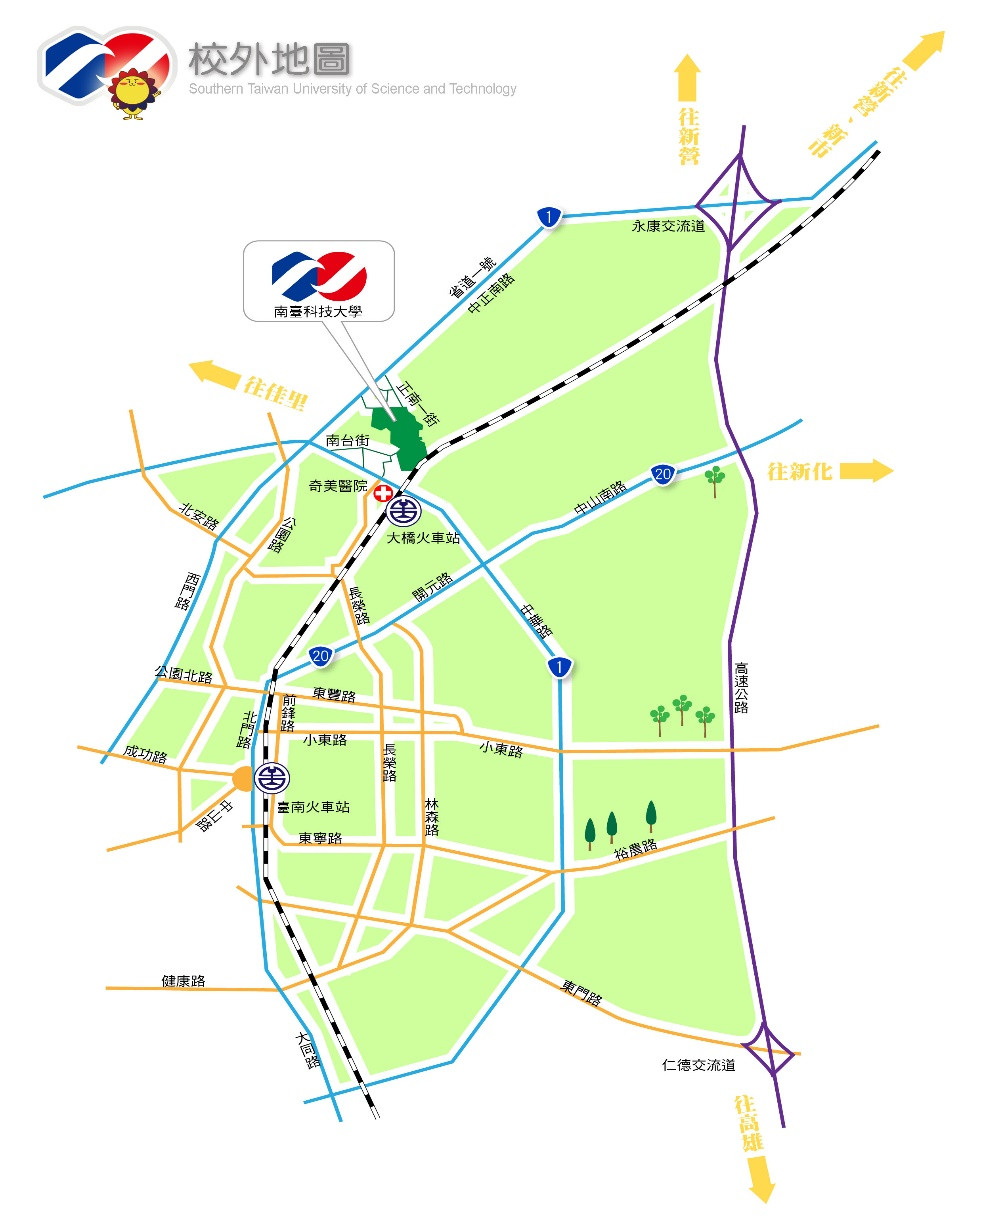 校外地圖
Southern Taiwan University of Science and Technology
往新營
往新營、新市
1
永康交流道
省道一號
中正南路
南臺科技大學
往佳里
正南一街
南台街
奇美醫院
20
中山南路
往新化
大橋火車站
北安路
公園路
西門路
長榮路
開元路
中華路
20
1
公園北路
東豐路
前鋒路
北門路
小東路
小東路
高速公路
成功路
長榮路
中山路
臺南火車站
林森路
東寧路
裕農路
健康路
東門路
大同路
仁德交流道
往高雄